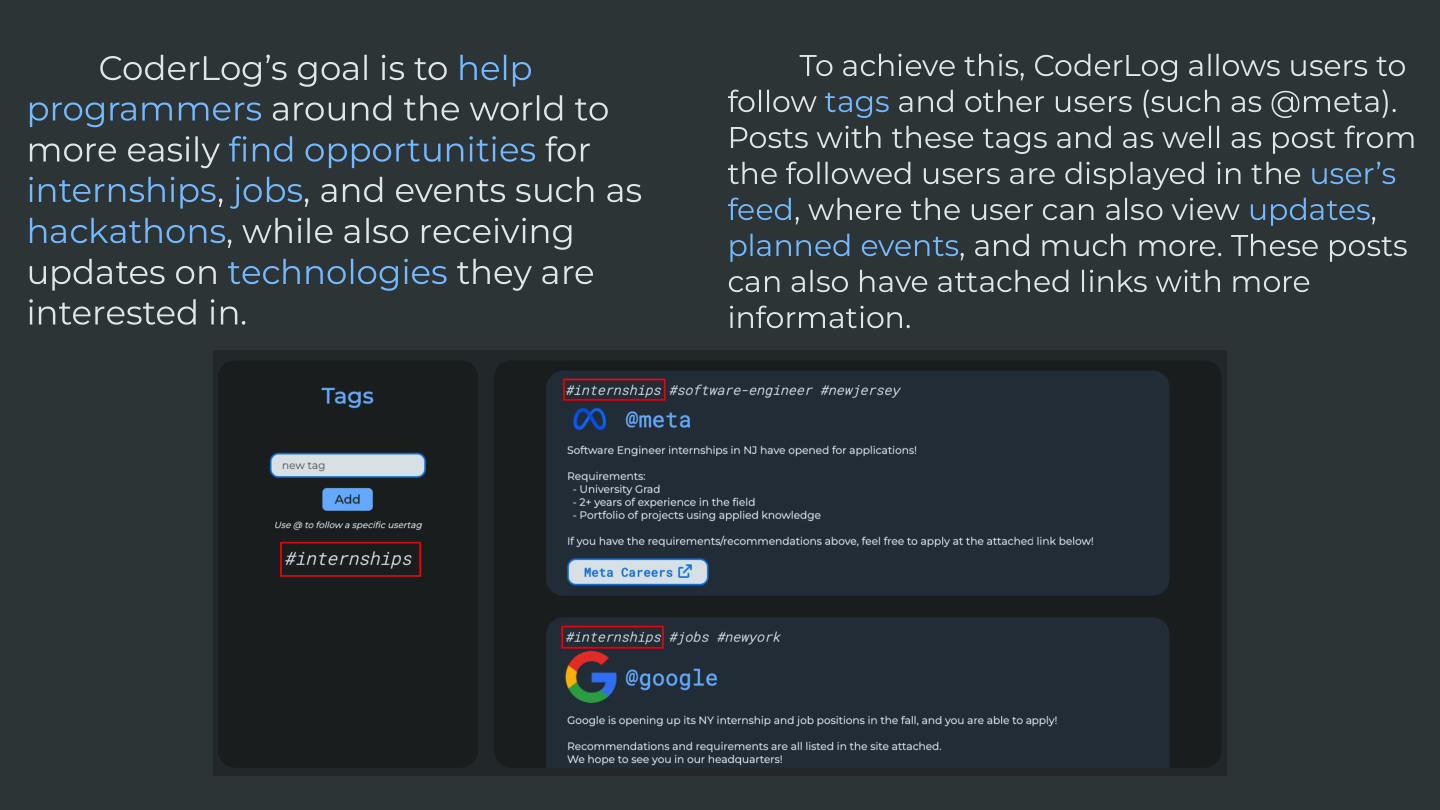 CoderLog’s goal is to help
programmers around the world to
more easily find opportunities for
internships, jobs, and events such as
hackathons, while also receiving
updates on technologies they are
interested in.
To achieve this, CoderLog allows users to
follow tags and other users (such as @meta).
Posts with these tags and as well as post from
the followed users are displayed in the user’s
feed, where the user can also view updates,
planned events, and much more. These posts
can also have attached links with more
information.
Tags
new tag
Add
Use @ to follow a specific usertag
#internships
#internships #software-engineer #newjersey
@meta
Software Engineer internships in NJ have opened for applications!
Requirements:
- University Grad
- 2+ years of experience in the field
- Portfolio of projects using applied knowledge
If you have the requirements/recommendations above, feel free to apply at the attached link below!
Meta Careers
#internships #jobs #newyork
@google
Google is opening up its NY internship and job positions in the fall, and you are able to apply!
Recommendations and requirements are all listed in the site attached.
We hope to see you in our headquarters!